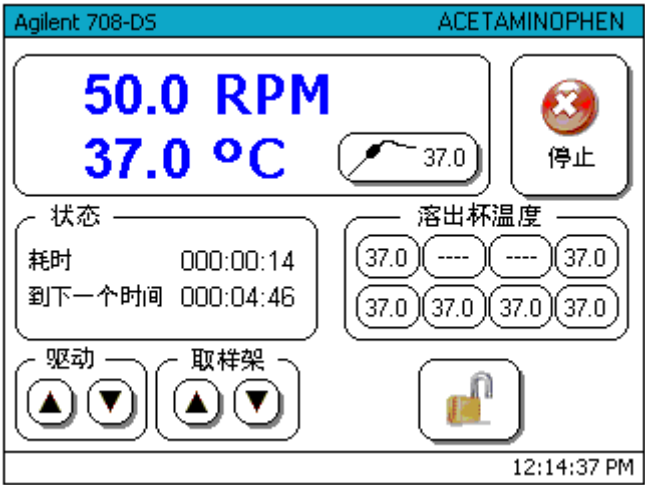 Agilent 708-DS ACETAMINOPHEN
50.0 RPM
37.0 ºC
37.0
停止
状态
耗时 000:00:14
到下一个时间 000:04:46
溶出杯温度
37.0 ---- ---- 37.0
37.0 37.0 37.0 37.0
驱动
取样架
12:14:37 PM